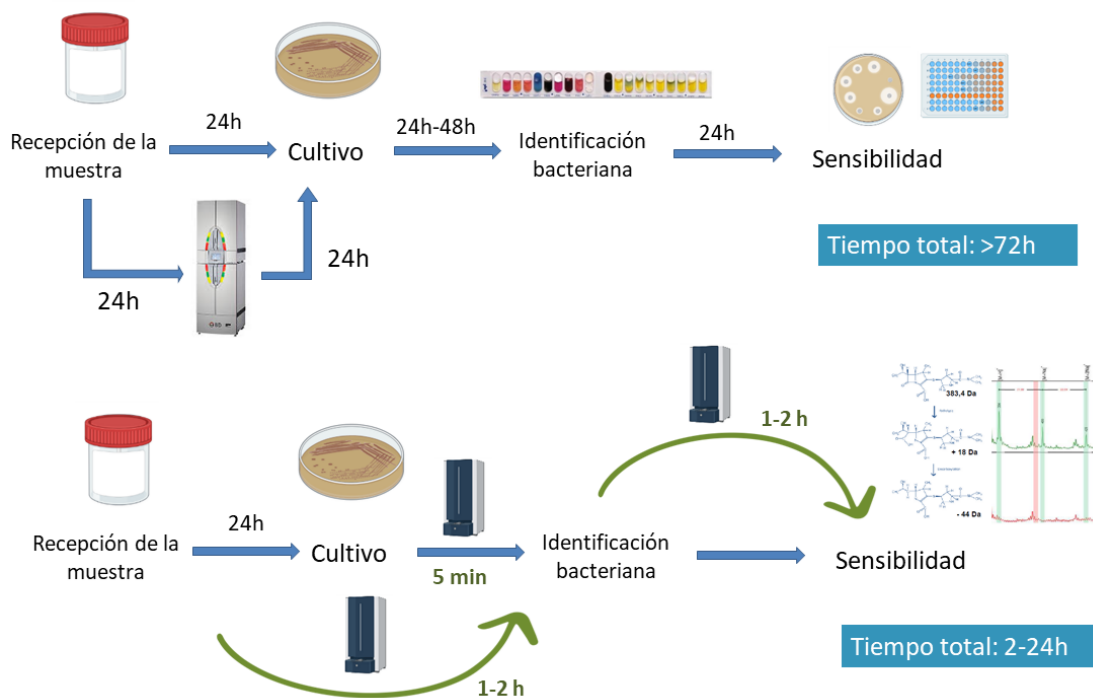 24h
24h-48h
24h
Recepción de la
muestra
Cultivo
Identificación
bacteriana
Sensibilidad
24h
24h
Tiempo total: >72h
1-2 h
383,4 Da
+ 18 Da
- 44 Da
24h
5 min
Recepción de la
muestra
Cultivo
Identificación
bacteriana
Sensibilidad
1-2 h
Tiempo total: 2-24h